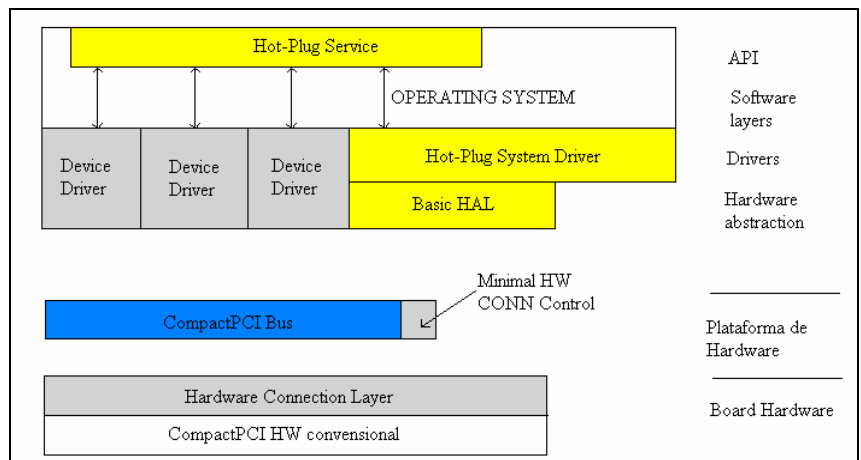 Hot-Plug Service
API
OPERATING SYSTEM
Software
layers
Device
Driver
Device
Driver
Device
Driver
Hot-Plug System Driver
Drivers
Basic HAL
Hardware
abstraction
Minimal HW
CONN Control
CompactPCI Bus
Plataforma de
Hardware
Hardware Connection Layer
CompactPCI HW convensional
Board Hardware